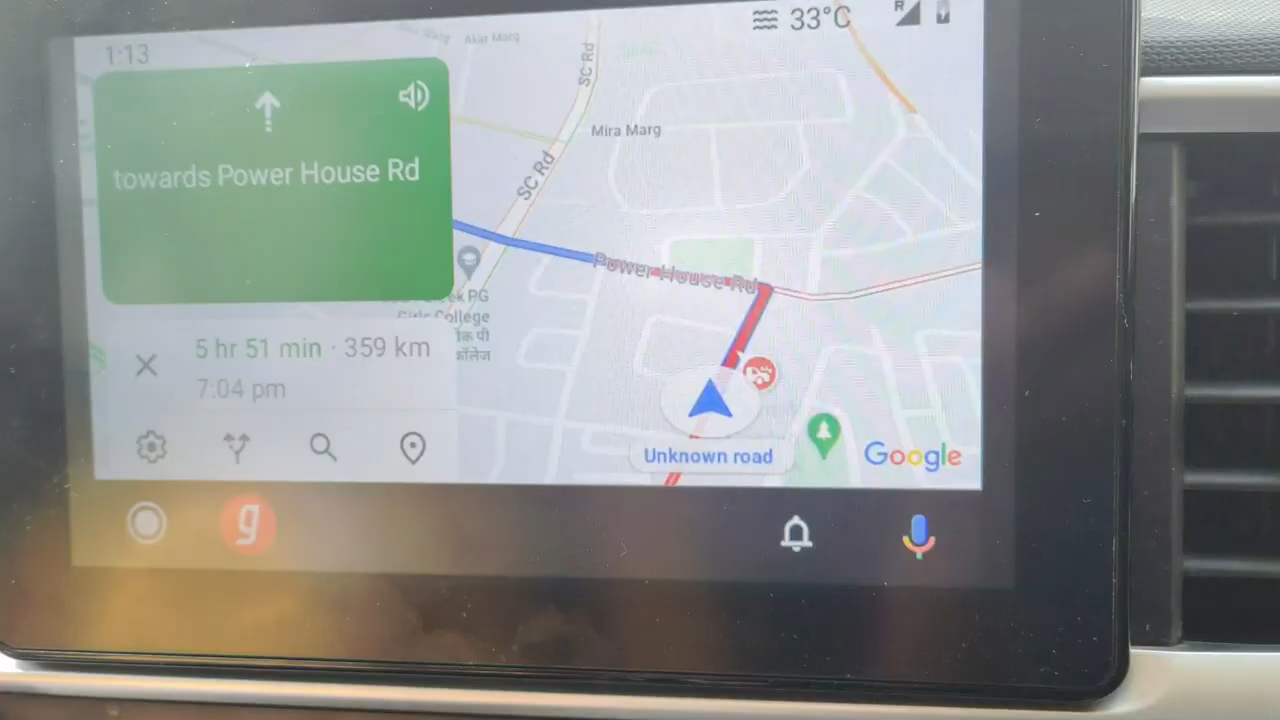 1:13
33°C
R
Akar Marg
SC Rd
Mira Marg
towards Power House Rd
SC Rd
Power House Rd
PG
Girls College
5 hr 51 min · 359 km
7:04 pm
Unknown road
Google
g